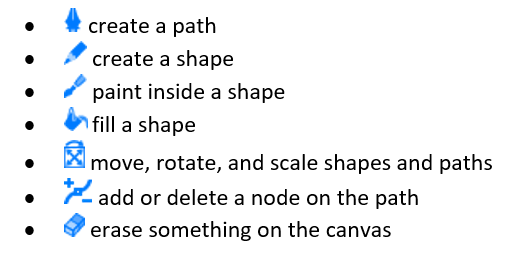 • create a path
• create a shape
• paint inside a shape
• fill a shape
• move, rotate, and scale shapes and paths
• add or delete a node on the path
• erase something on the canvas